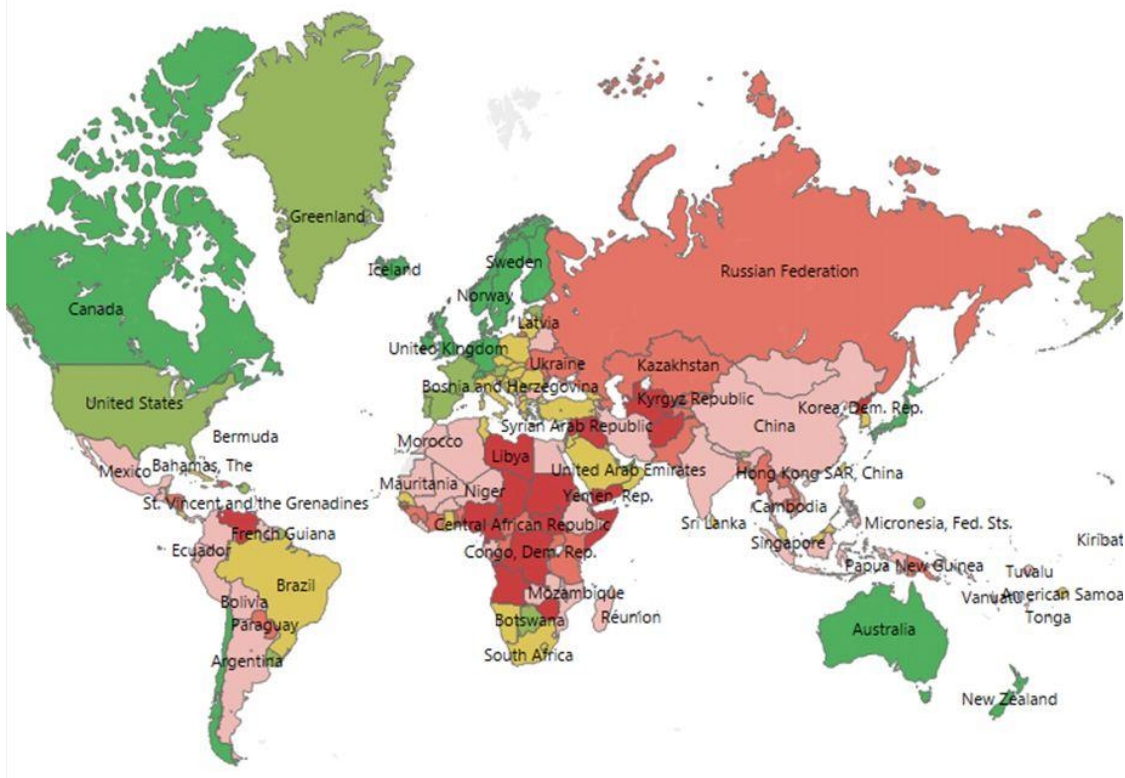 Greenland
Iceland
Sweden
Russian Federation
Canada
Norway
Latvia
United Kingdom
Ukraine
Kazakhstan
United States
Bosnia and Herzegovina
Kyrgyz Republic
Korea, Dem. Rep.
Bermuda
Morocco
Syrian Arab Republic
China
Mexico
Bahamas, The
Libya
United Arab Emirates
Hong Kong SAR, China
Mauritania
Niger
St. Vincent and the Grenadines
Yemen, Rep.
Cambodia
French Guiana
Central African Republic
Sri Lanka
Micronesia, Fed. Sts.
Ecuador
Congo, Dem. Rep.
Singapore
Kiribat
Brazil
Papua New Guinea
Tuvalu
Bolivia
Mozambique
Vanuatu
American Samoa
Paraguay
Botswana
Réunion
Tonga
Australia
Argentina
South Africa
New Zealand